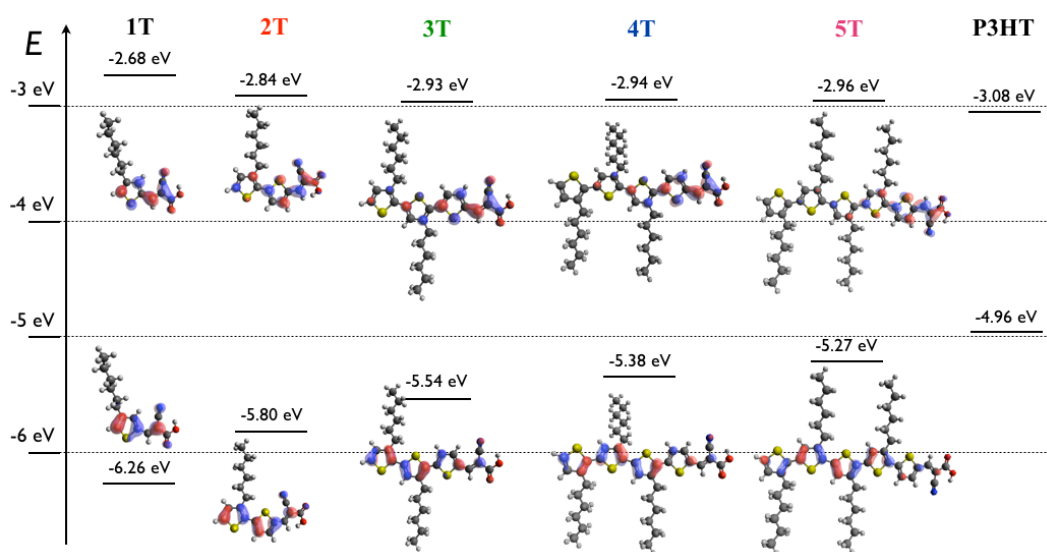 E 1T 2T 3T 4T 5T P3HT
-2.68 eV
-2.84 eV
-2.93 eV
-2.94 eV
-2.96 eV
-3 eV
-3.08 eV
-4 eV
-5 eV
-4.96 eV
-5.27 eV
-5.38 eV
-5.54 eV
-5.80 eV
-6 eV
-6.26 eV